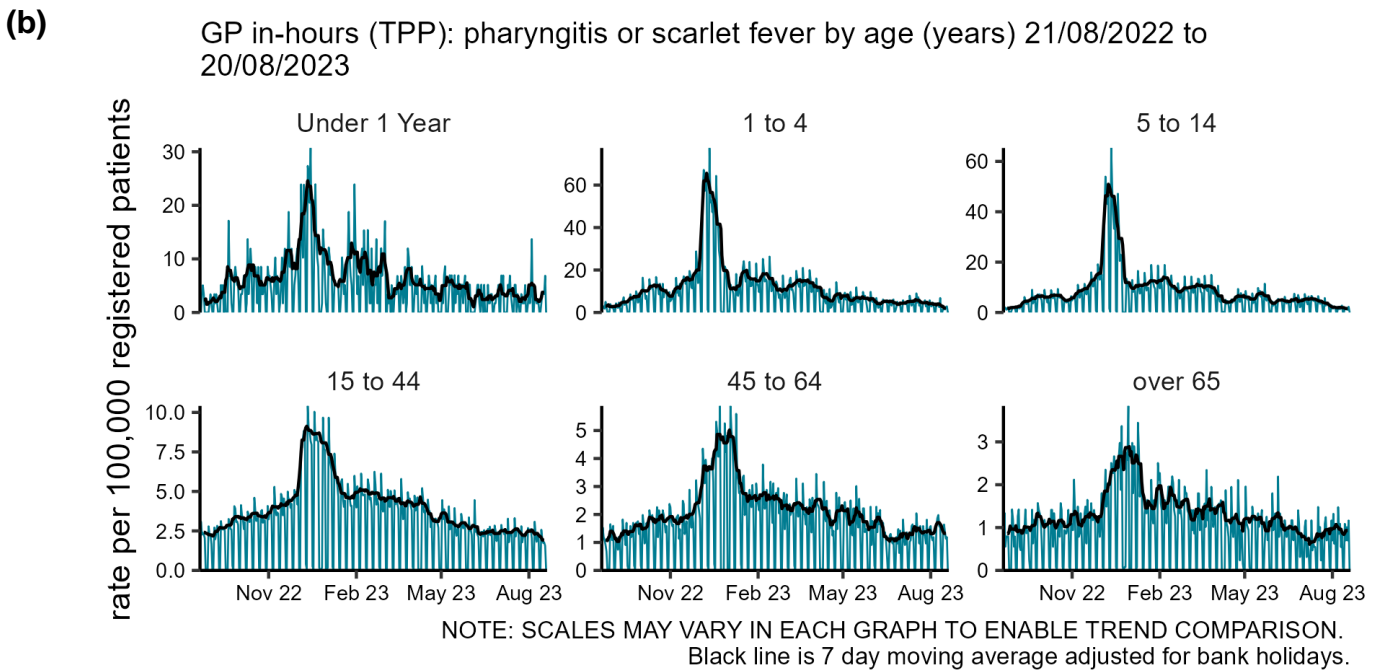 (b)
GP in-hours (TPP): pharyngitis or scarlet fever by age (years) 21/08/2022 to
20/08/2023
rate per 100,000 registered patients
Under 1 Year
30
20
10
0
1 to 4
60
40
20
0
5 to 14
60
40
20
0
15 to 44
10.0
7.5
5.0
2.5
0.0
Nov 22 Feb 23 May 23 Aug 23
45 to 64
5
4
3
2
1
0
Nov 22 Feb 23 May 23 Aug 23
over 65
3
2
1
0
Nov 22 Feb 23 May 23 Aug 23
NOTE: SCALES MAY VARY IN EACH GRAPH TO ENABLE TREND COMPARISON.
Black line is 7 day moving average adjusted for bank holidays.